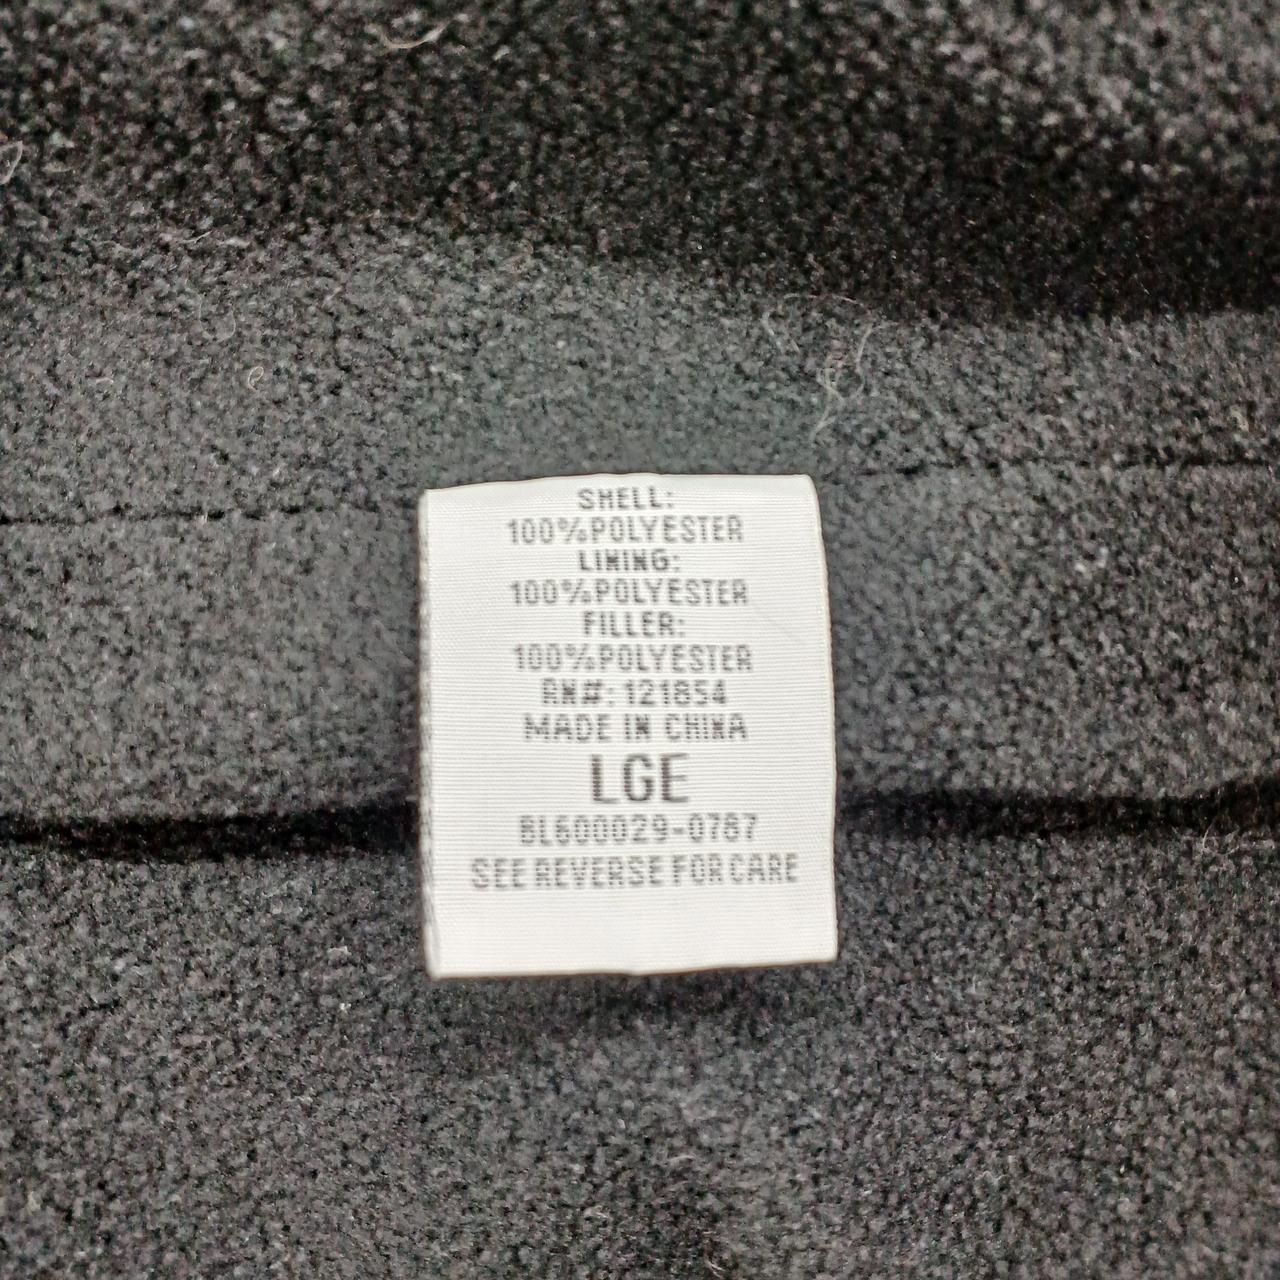 SHELL:
100%POLYESTER
LINING:
100%POLYESTER
FILLER:
100%POLYESTER
RN#: 121854
MADE IN CHINA
LGE
BL600029-0787
SEE REVERSE FOR CARE